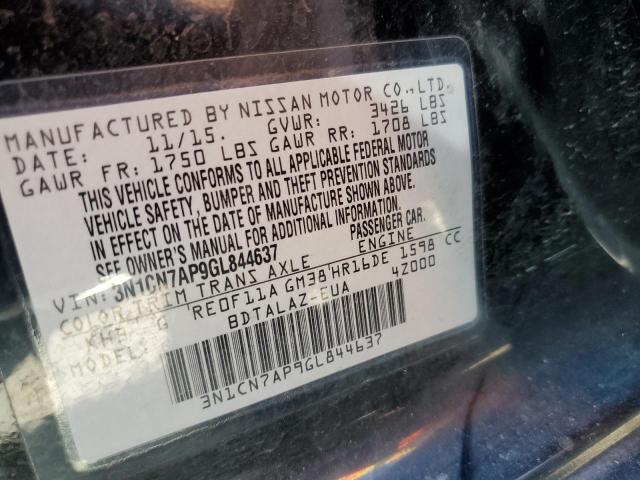 MANUFACTURED BY NISSAN MOTOR CO.,LTD.
DATE: 11/15. GVWR: 3426 LBS
GAWR FR: 1750 LBS GAWR RR: 1708 LBS
THIS VEHICLE CONFORMS TO ALL APPLICABLE FEDERAL MOTOR
VEHICLE SAFETY, BUMPER AND THEFT PREVENTION STANDARDS
IN EFFECT ON THE DATE OF MANUFACTURE SHOWN ABOVE.
SEE OWNER'S MANUAL FOR ADDITIONAL INFORMATION.
VIN: 3N1CN7AP9GL844637 PASSENGER CAR.
COLOR TRIM TRANS AXLE ENGINE
KH3 G RE0F11A GM38 HR16DE 1598 CC
MODEL: BDTALAZ-EUA 4Z000
3N1CN7AP9GL844637